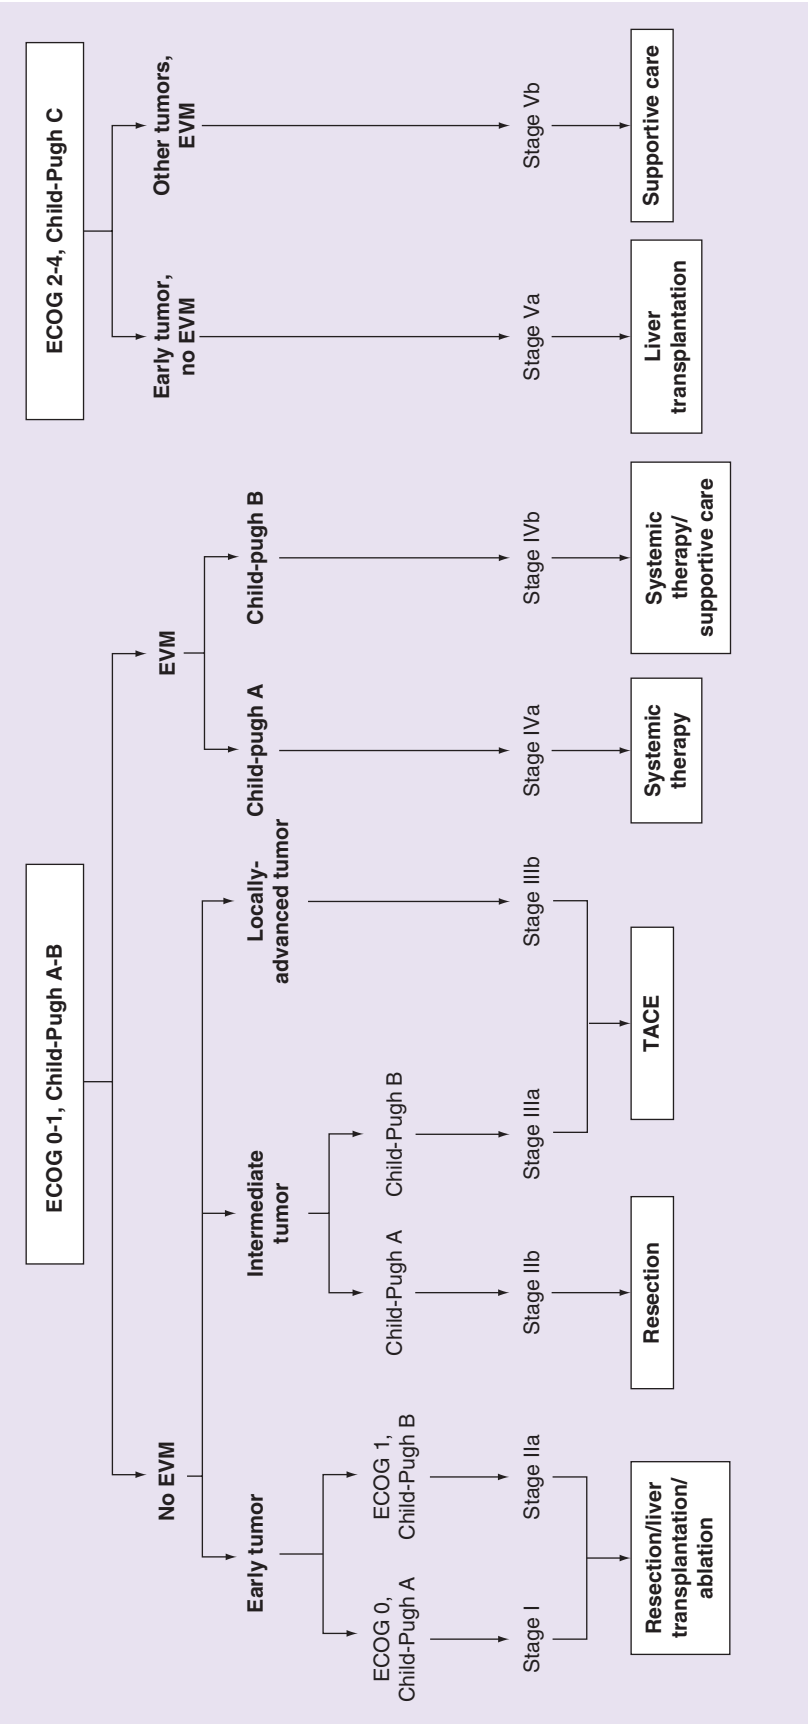 ECOG 0-1, Child-Pugh A-B
ECOG 2-4, Child-Pugh C
No EVM
EVM
Early tumor,
no EVM
Other tumors,
EVM
Early tumor
Intermediate
tumor
Locally-
advanced tumor
Child-pugh A
Child-pugh B
ECOG 0,
Child-Pugh A
ECOG 1,
Child-Pugh B
Child-Pugh A
Child-Pugh B
Stage I
Stage IIa
Stage IIb
Stage IIIa
Stage IIIb
Stage IVa
Stage IVb
Stage Va
Stage Vb
Resection/liver
transplantation/
ablation
Resection
TACE
Systemic
therapy
Systemic
therapy/
supportive care
Liver
transplantation
Supportive care